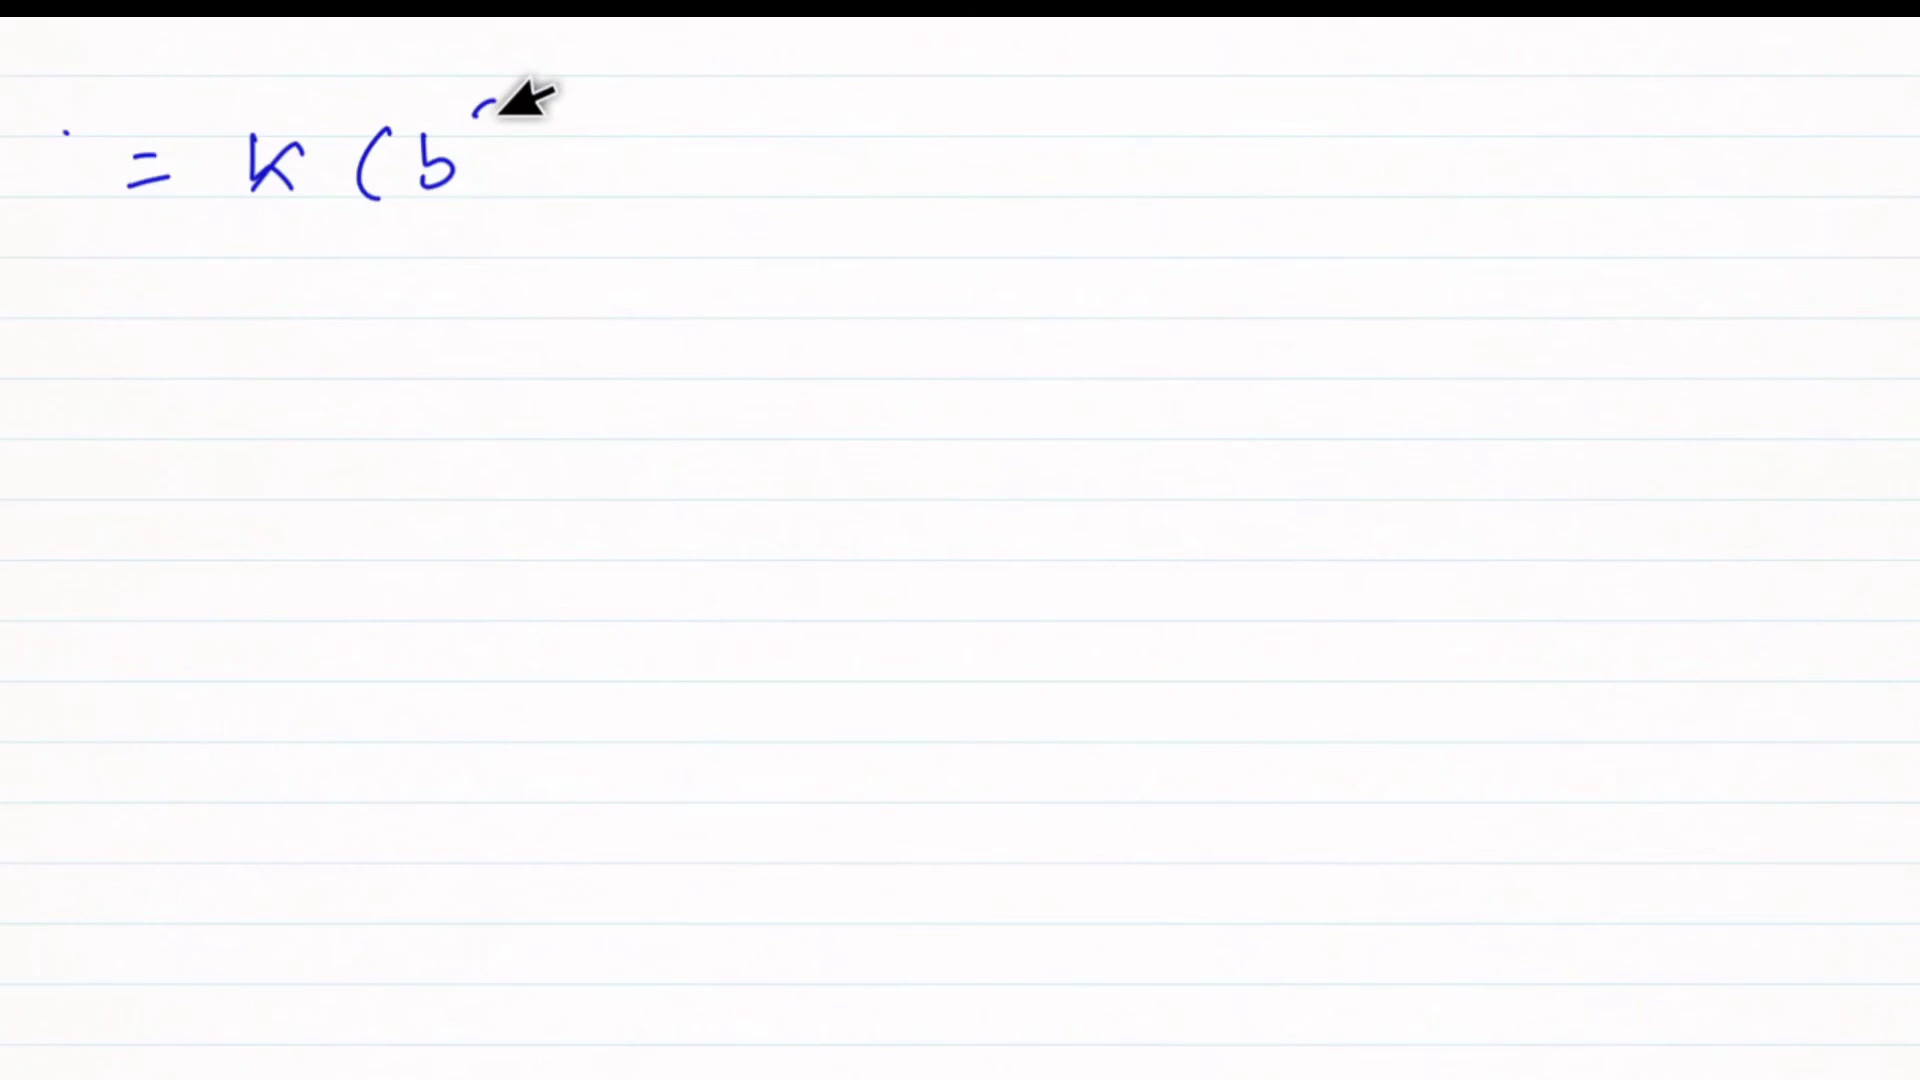 = k (b